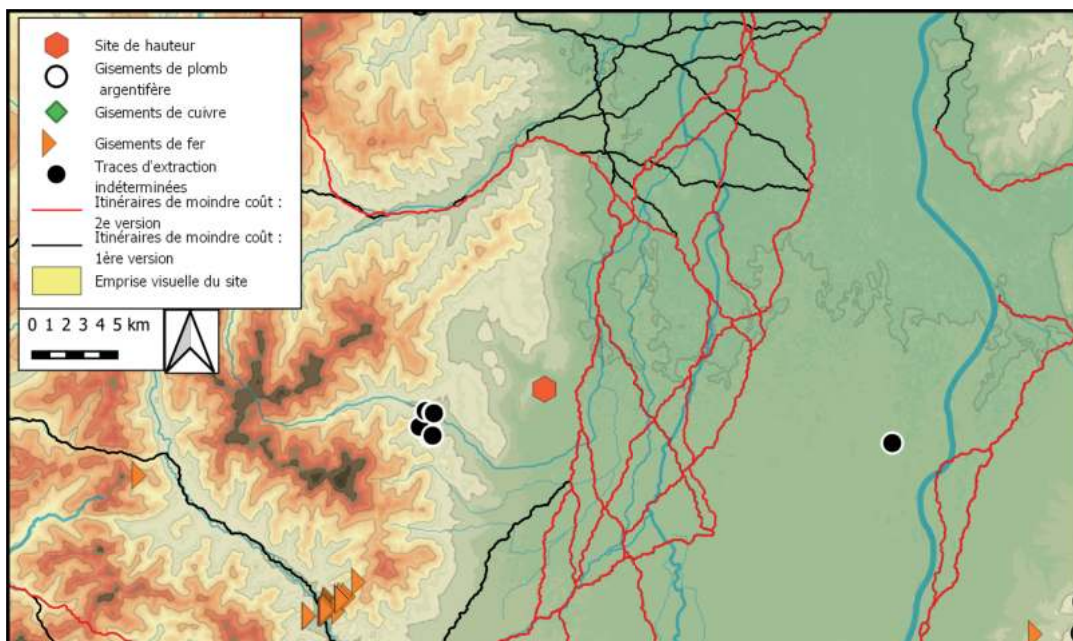 Site de hauteur
Gisements de plomb
argentifère
Gisements de cuivre
Gisements de fer
Traces d'extraction
indéterminées
Itinéraires de moindre coût :
2e version
Itinéraires de moindre coût :
1ère version
Emprise visuelle du site
0 1 2 3 4 5 km